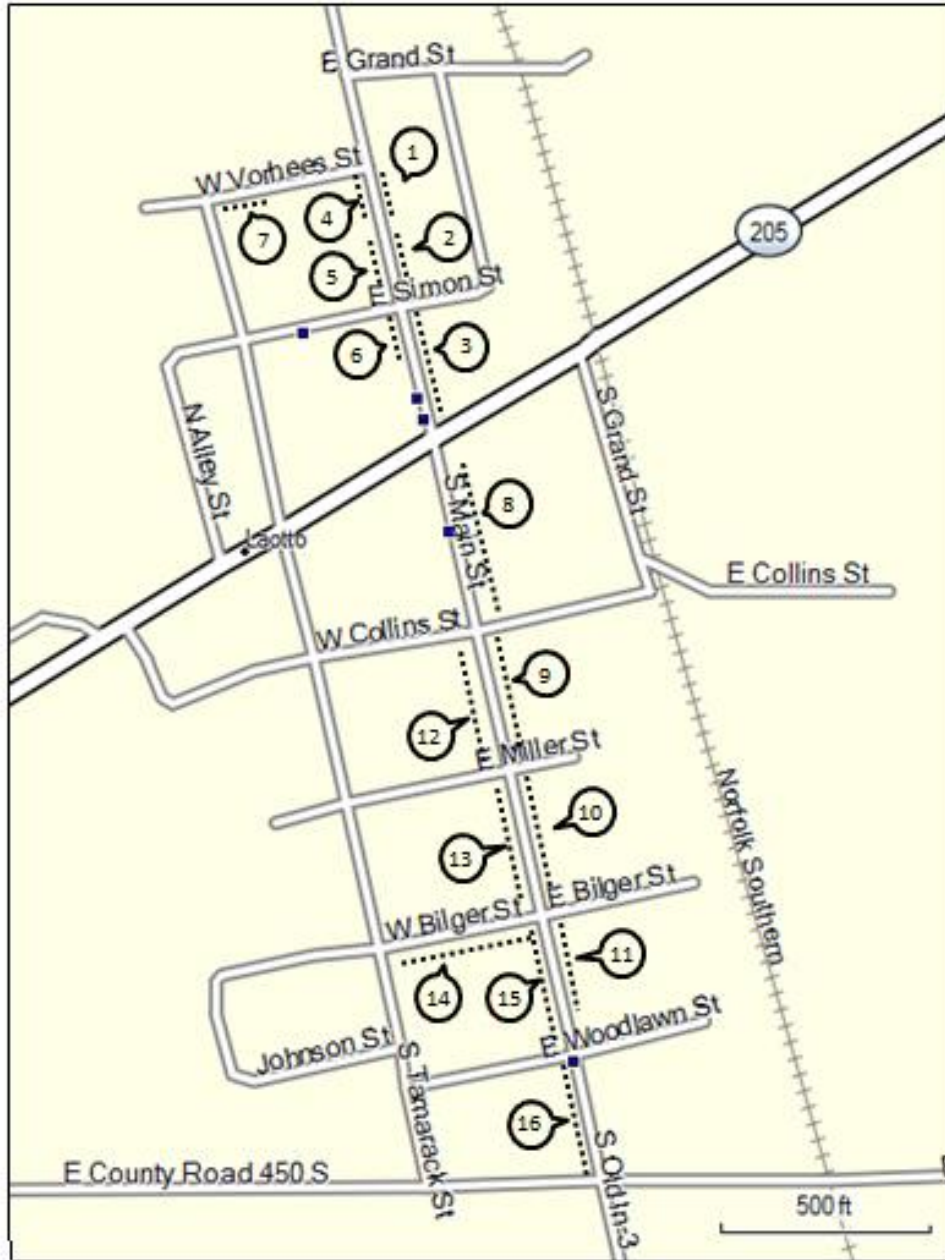 E Grand St
1
W Vorhees St
205
4
2
7
5
E Simon St
6
3
N Alley St
S Grand St
S Main St
8
Laotto
E Collins St
W Collins St
9
12
E Miller St
10
13
Norfolk Southern
E Bilger St
W Bilger St
11
14
15
E Woodlawn St
Johnson St
S Tamarack St
16
S Old In-3
E County Road 450 S
500 ft